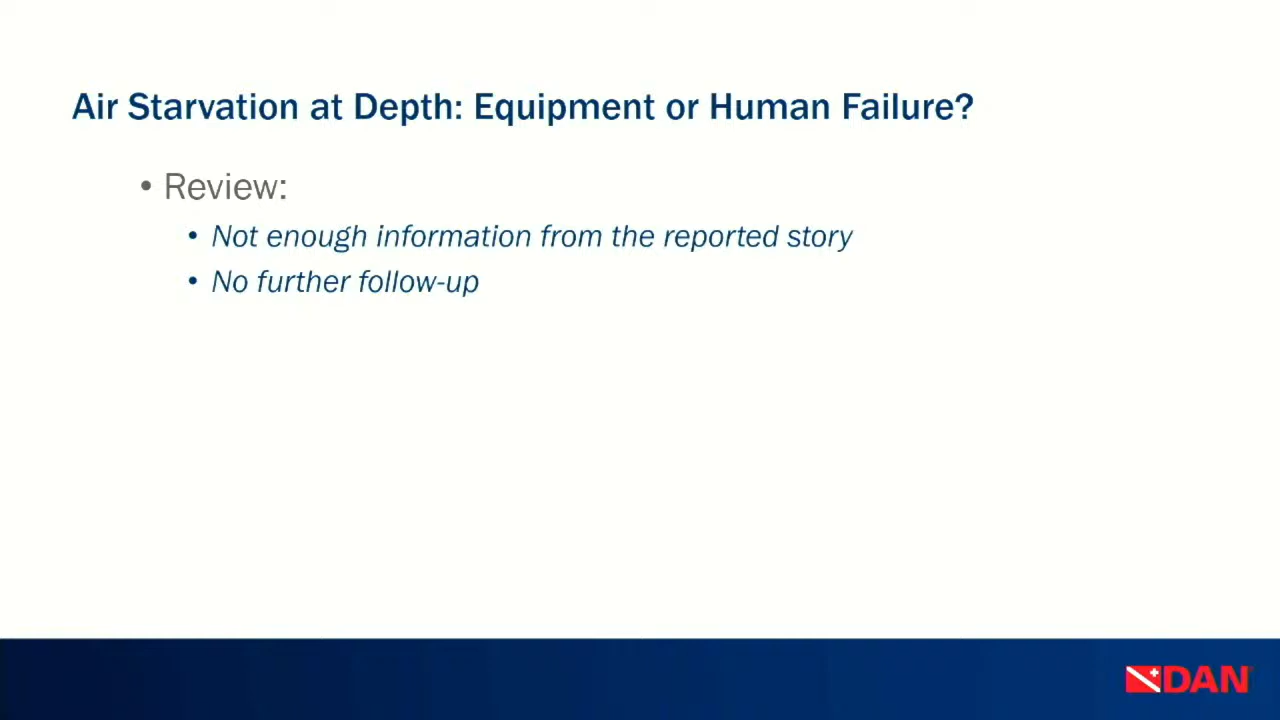 Air Starvation at Depth: Equipment or Human Failure?
• Review:
• Not enough information from the reported story
• No further follow-up
DAN